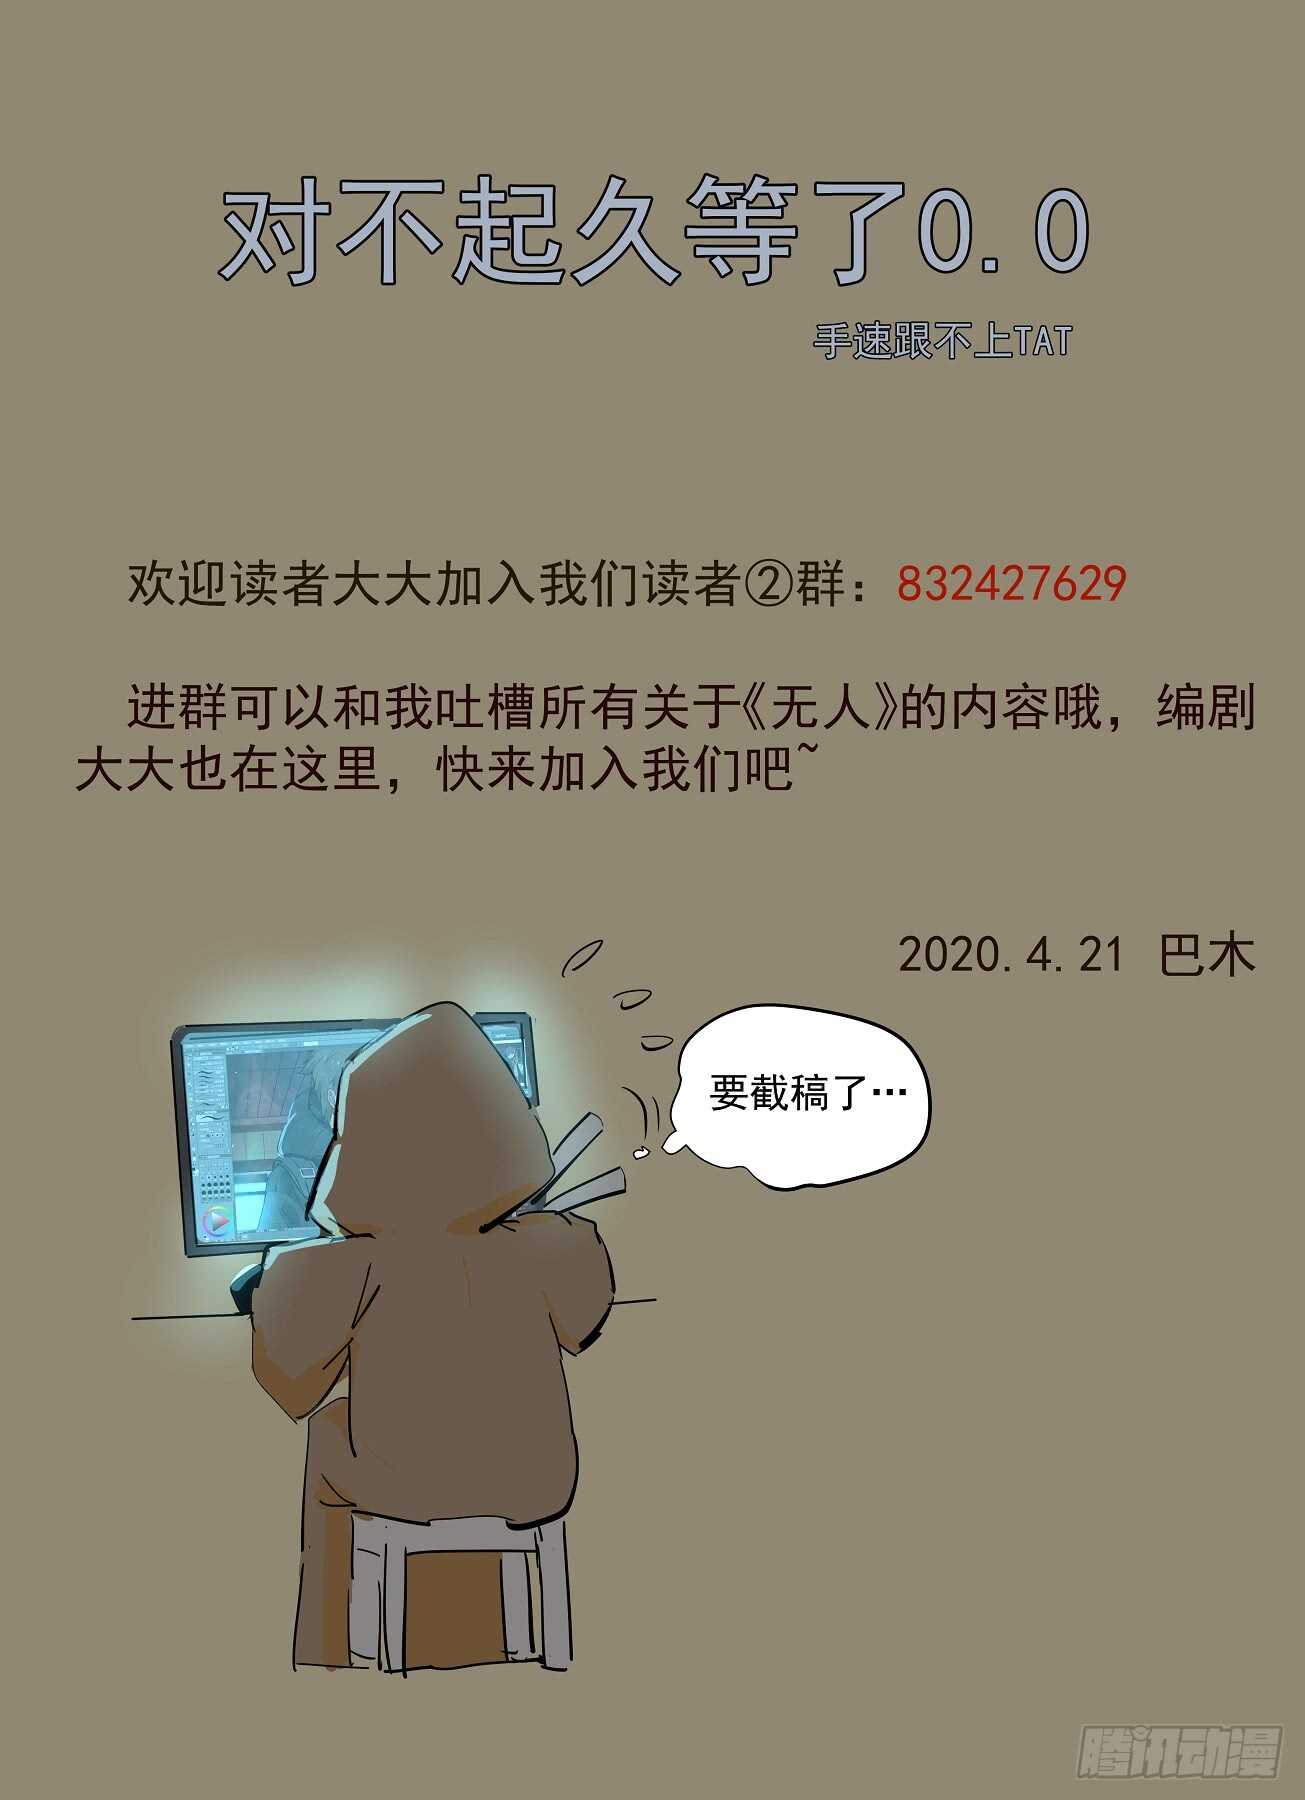 对不起久等了0.0
手速跟不上TAT
欢迎读者大大加入我们读者②群：832427629
进群可以和我吐槽所有关于《无人》的内容哦，编剧
大大也在这里，快来加入我们吧~
2020.4.21 巴木
要截稿了…
腾讯动漫